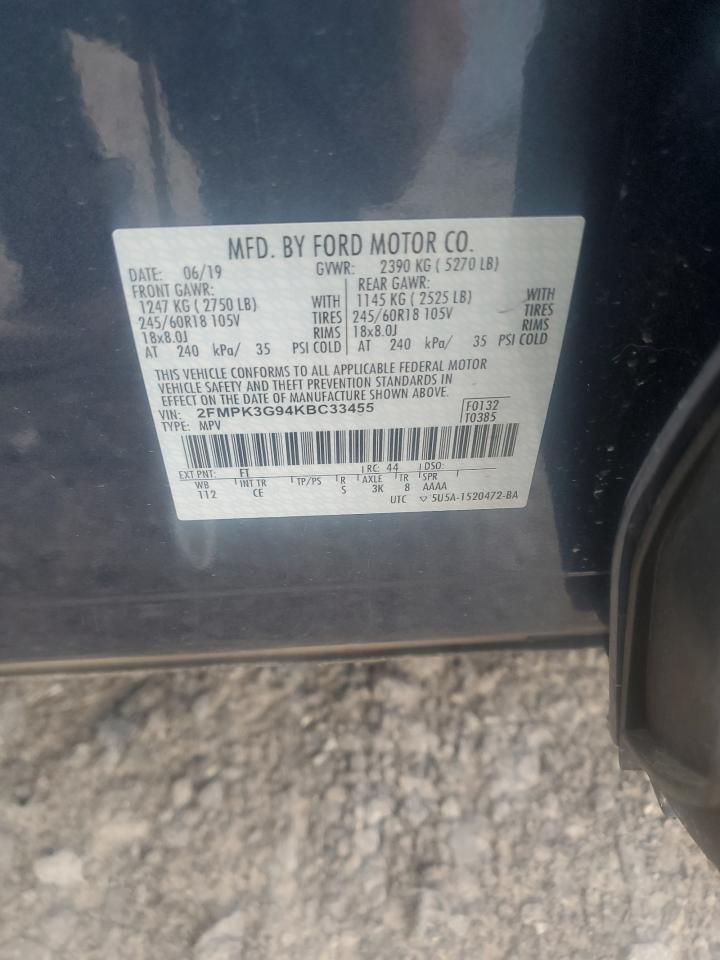 MFD. BY FORD MOTOR CO.
DATE: 06/19 GVWR: 2390 KG ( 5270 LB)
FRONT GAWR: REAR GAWR:
1247 KG ( 2750 LB) WITH 1145 KG ( 2525 LB) WITH
245/60R18 105V TIRES 245/60R18 105V TIRES
18x8.0J RIMS 18x8.0J RIMS
AT 240 kPa/ 35 PSI COLD AT 240 kPa/ 35 PSI COLD
THIS VEHICLE CONFORMS TO ALL APPLICABLE FEDERAL MOTOR
VEHICLE SAFETY AND THEFT PREVENTION STANDARDS IN
EFFECT ON THE DATE OF MANUFACTURE SHOWN ABOVE.
VIN: 2FMPK3G94KBC33455 F0132
TYPE: MPV T0385
EXT PNT: FT RC: 44 DSO:
WB INT TR TP/PS R AXLE TR SPR
112 CE S 3K 8 AAAA
UTC ▽ 5U5A-1520472-BA